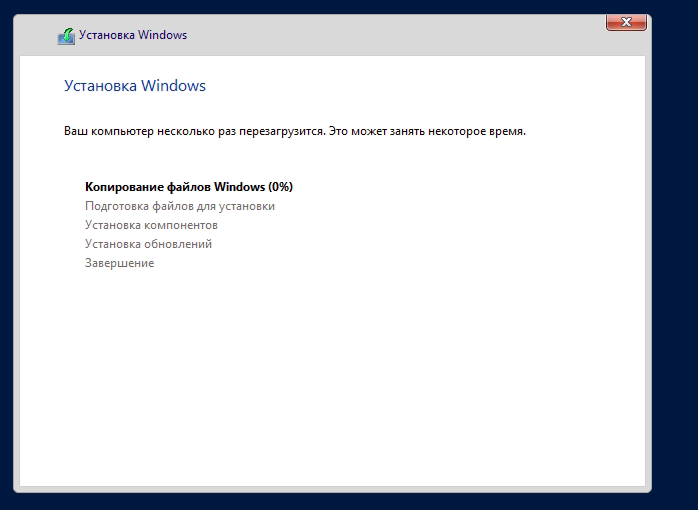 Установка Windows
Установка Windows
Ваш компьютер несколько раз перезагрузится. Это может занять некоторое время.
Копирование файлов Windows (0%)
Подготовка файлов для установки
Установка компонентов
Установка обновлений
Завершение